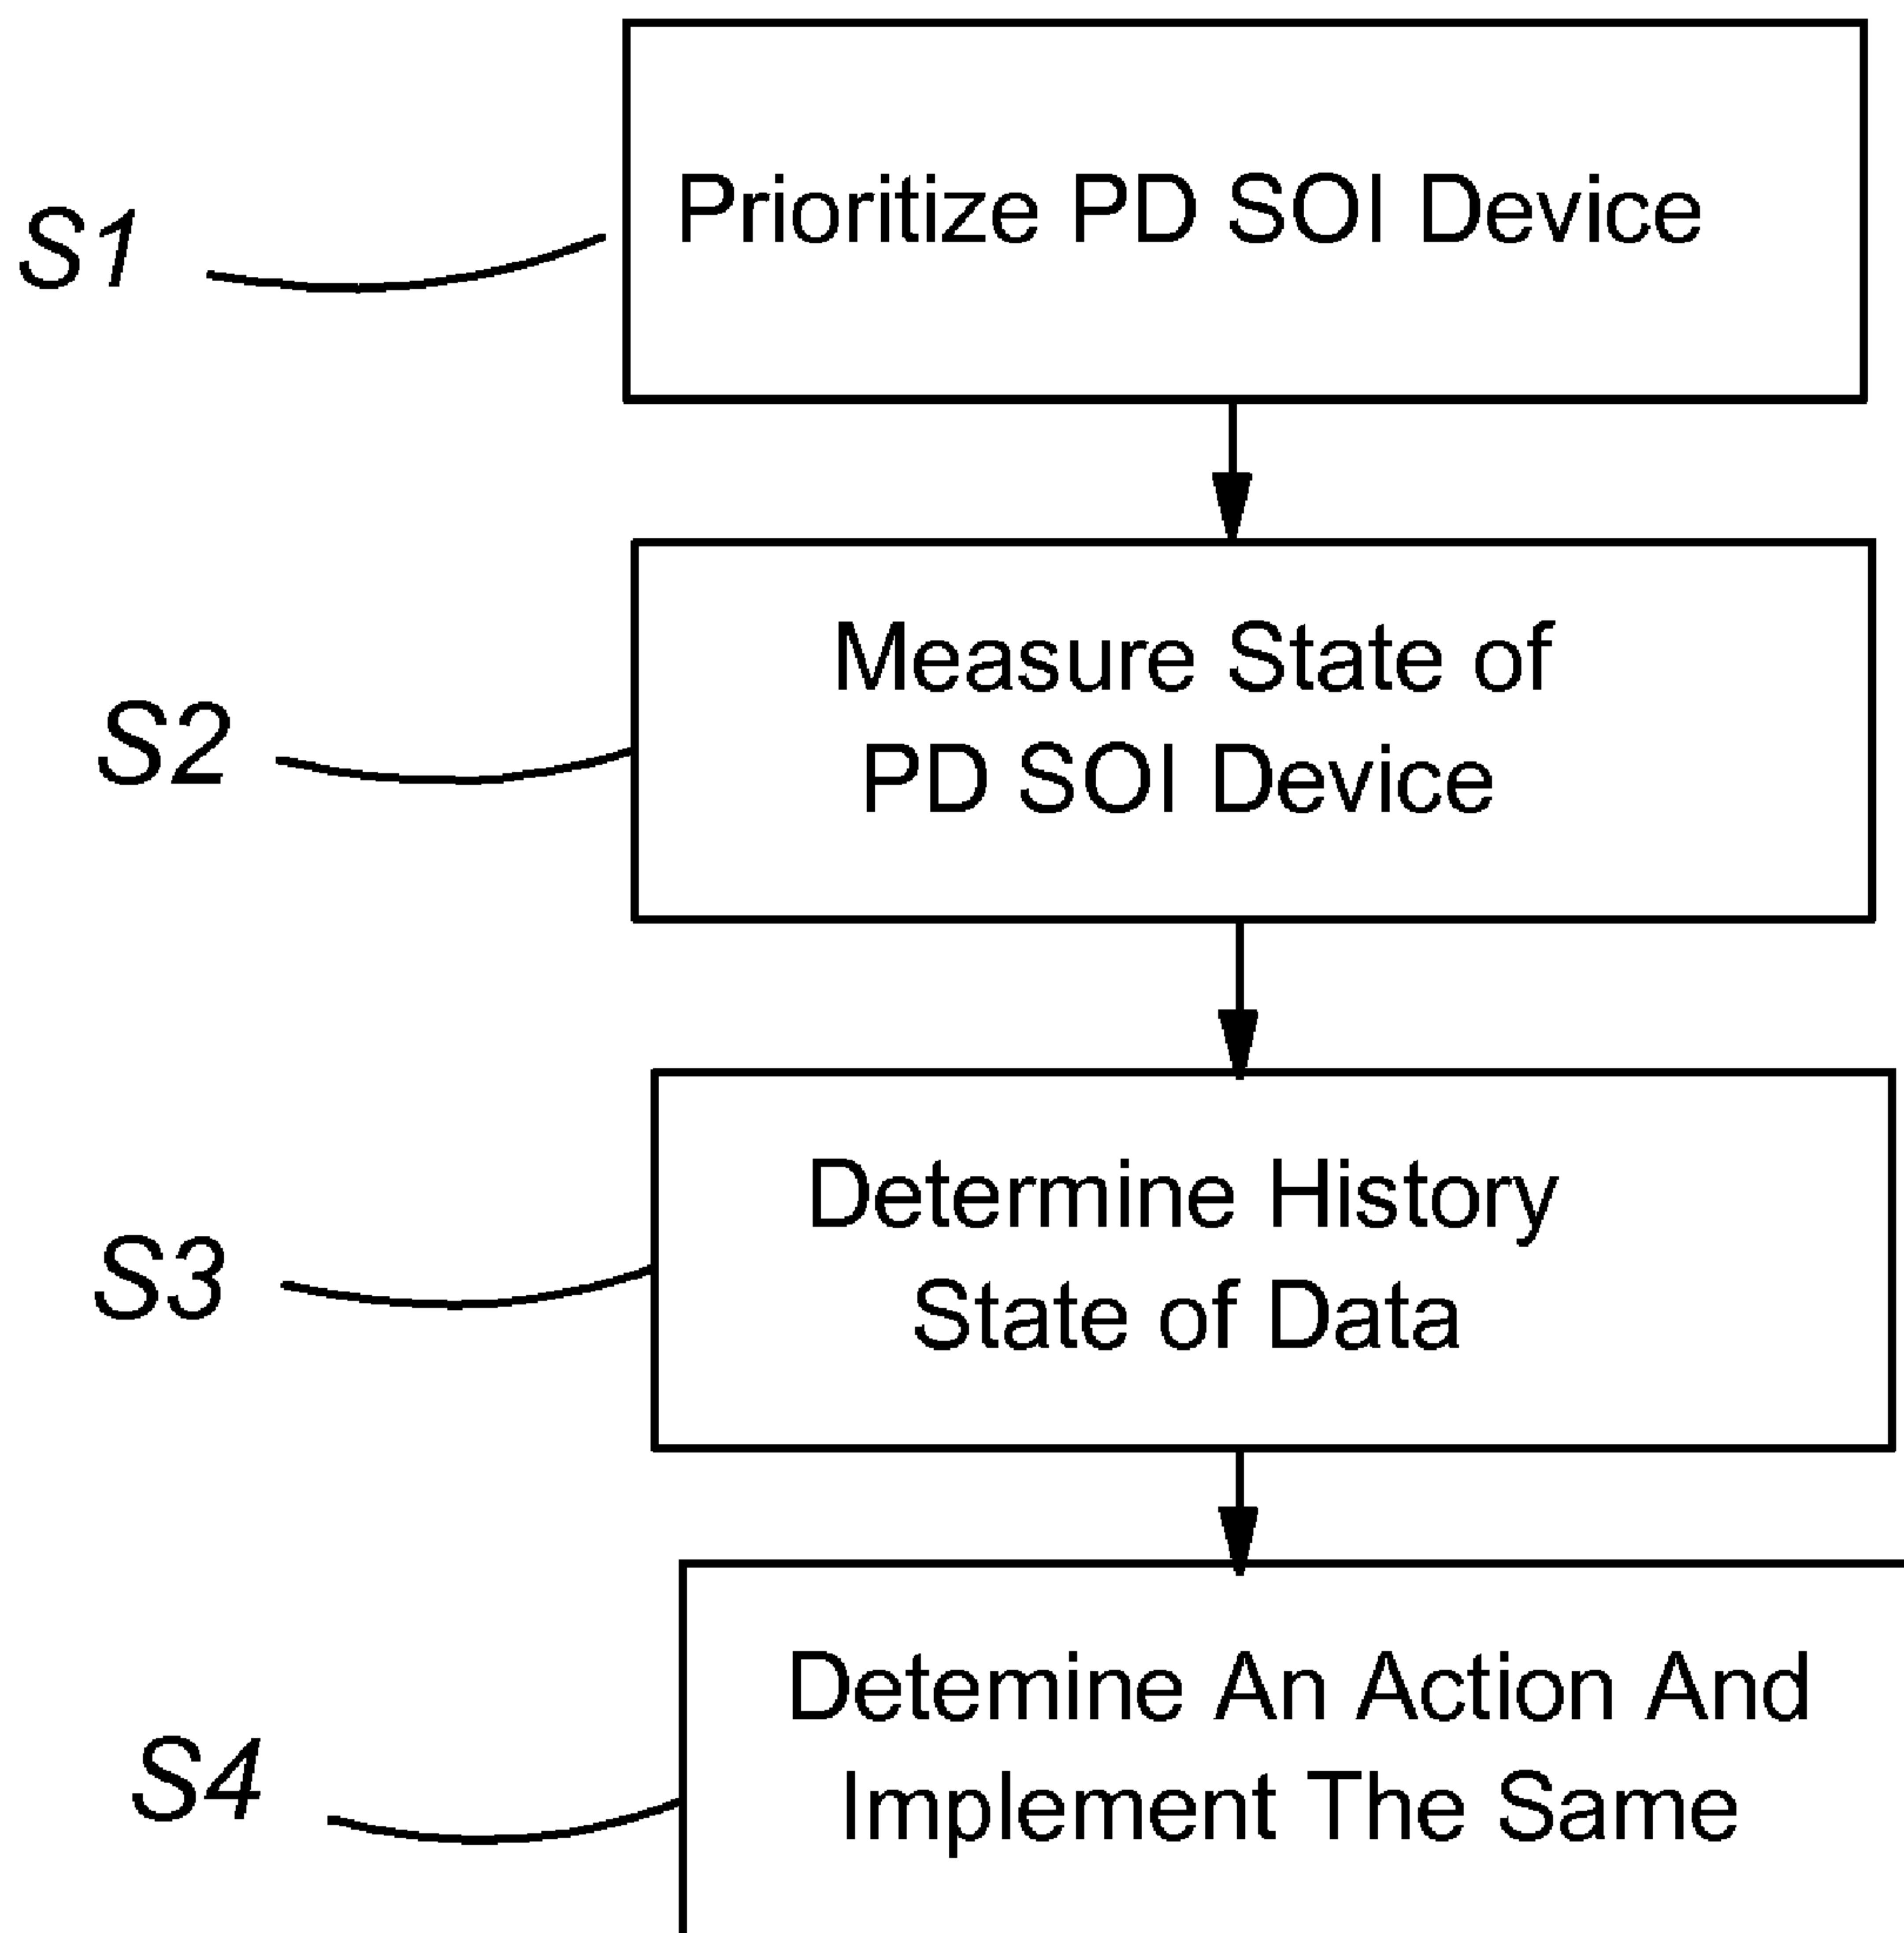 S1
Prioritize PD SOI Device
S2
Measure State of
PD SOI Device
S3
Determine History
State of Data
S4
Detemine An Action And
Implement The Same